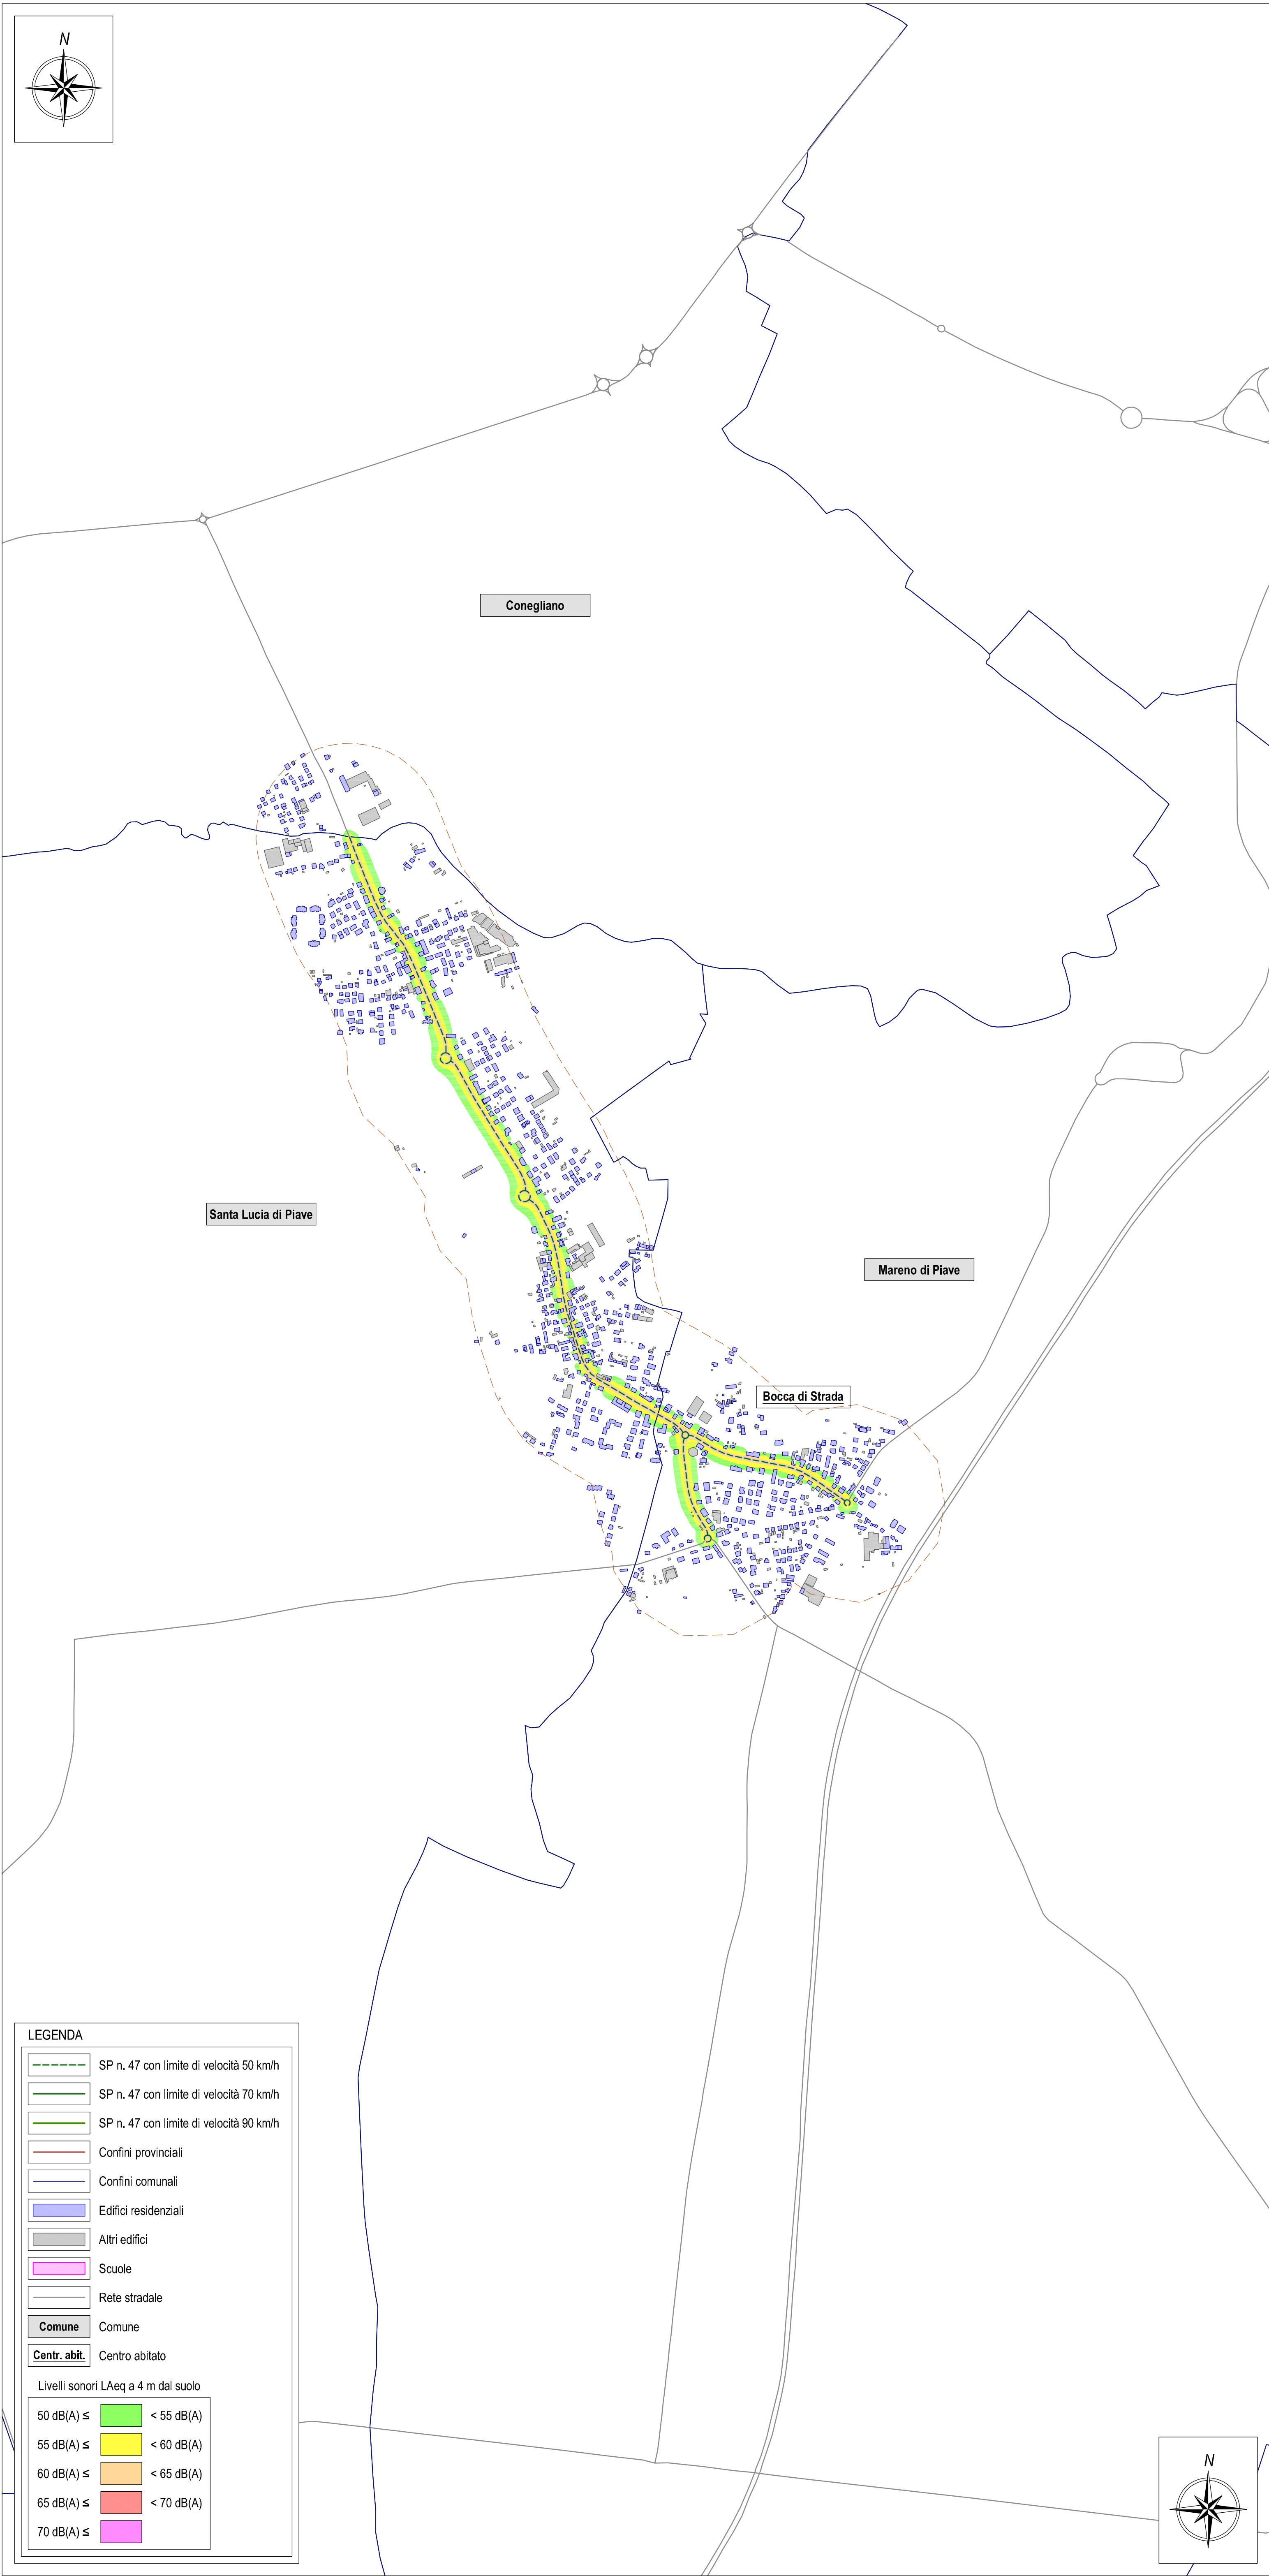 N
Conegliano
Santa Lucia di Piave
Mareno di Piave
Bocca di Strada
LEGENDA
SP n. 47 con limite di velocità 50 km/h
SP n. 47 con limite di velocità 70 km/h
SP n. 47 con limite di velocità 90 km/h
Confini provinciali
Confini comunali
Edifici residenziali
Altri edifici
Scuole
Rete stradale
Comune Comune
Centr. abit. Centro abitato
Livelli sonori LAeq a 4 m dal suolo
50 dB(A) ≤ < 55 dB(A)
55 dB(A) ≤ < 60 dB(A)
60 dB(A) ≤ < 65 dB(A)
65 dB(A) ≤ < 70 dB(A)
70 dB(A) ≤
N